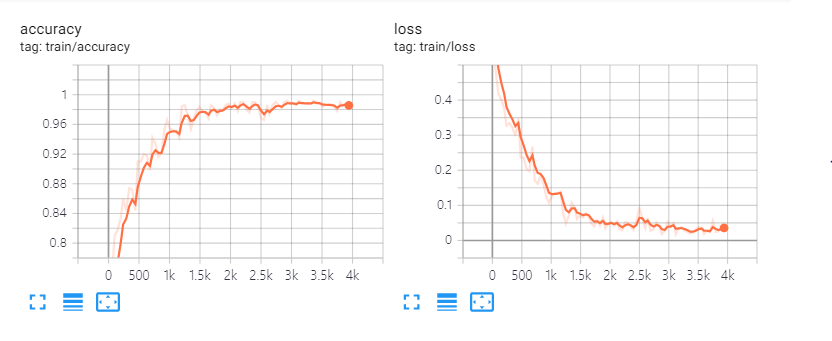 accuracy
tag: train/accuracy
1
0.96
0.92
0.88
0.84
0.8
0 500 1k 1.5k 2k 2.5k 3k 3.5k 4k
loss
tag: train/loss
0.4
0.3
0.2
0.1
0
0 500 1k 1.5k 2k 2.5k 3k 3.5k 4k